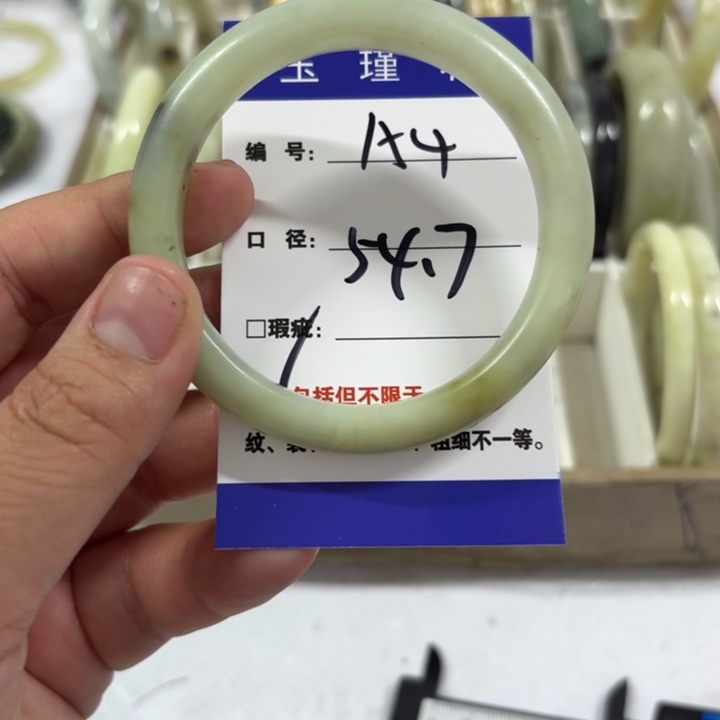 玉 瑾
编 号: 1A4
口 径: 54.7
□瑕疵:
包括但不限于
纹、 粗细不一等。